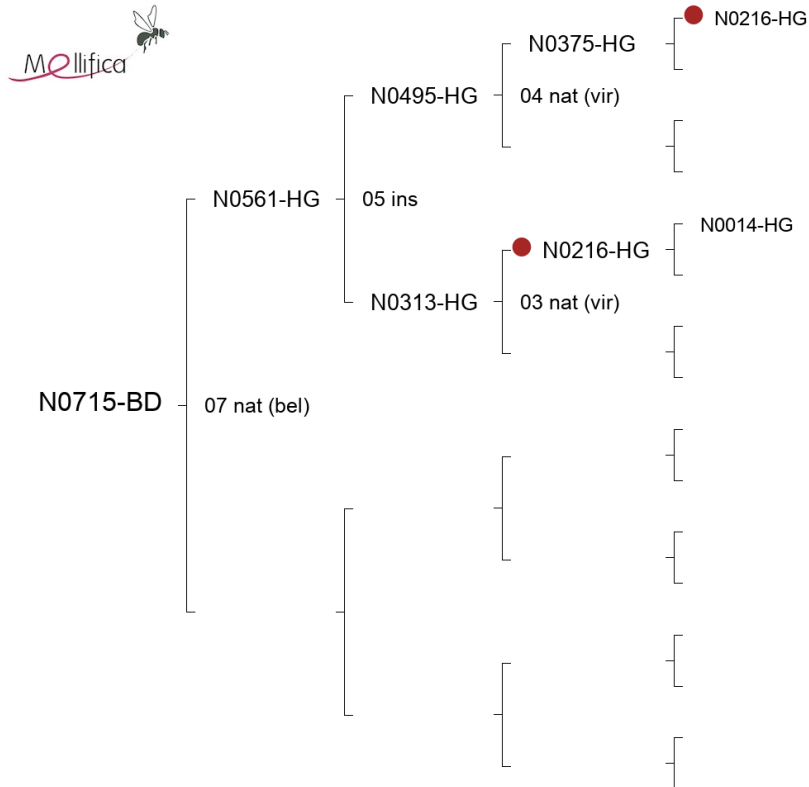 Mellifica
N0216-HG
N0375-HG
N0495-HG
04 nat (vir)
N0561-HG
05 ins
N0014-HG
N0216-HG
N0313-HG
03 nat (vir)
N0715-BD
07 nat (bel)